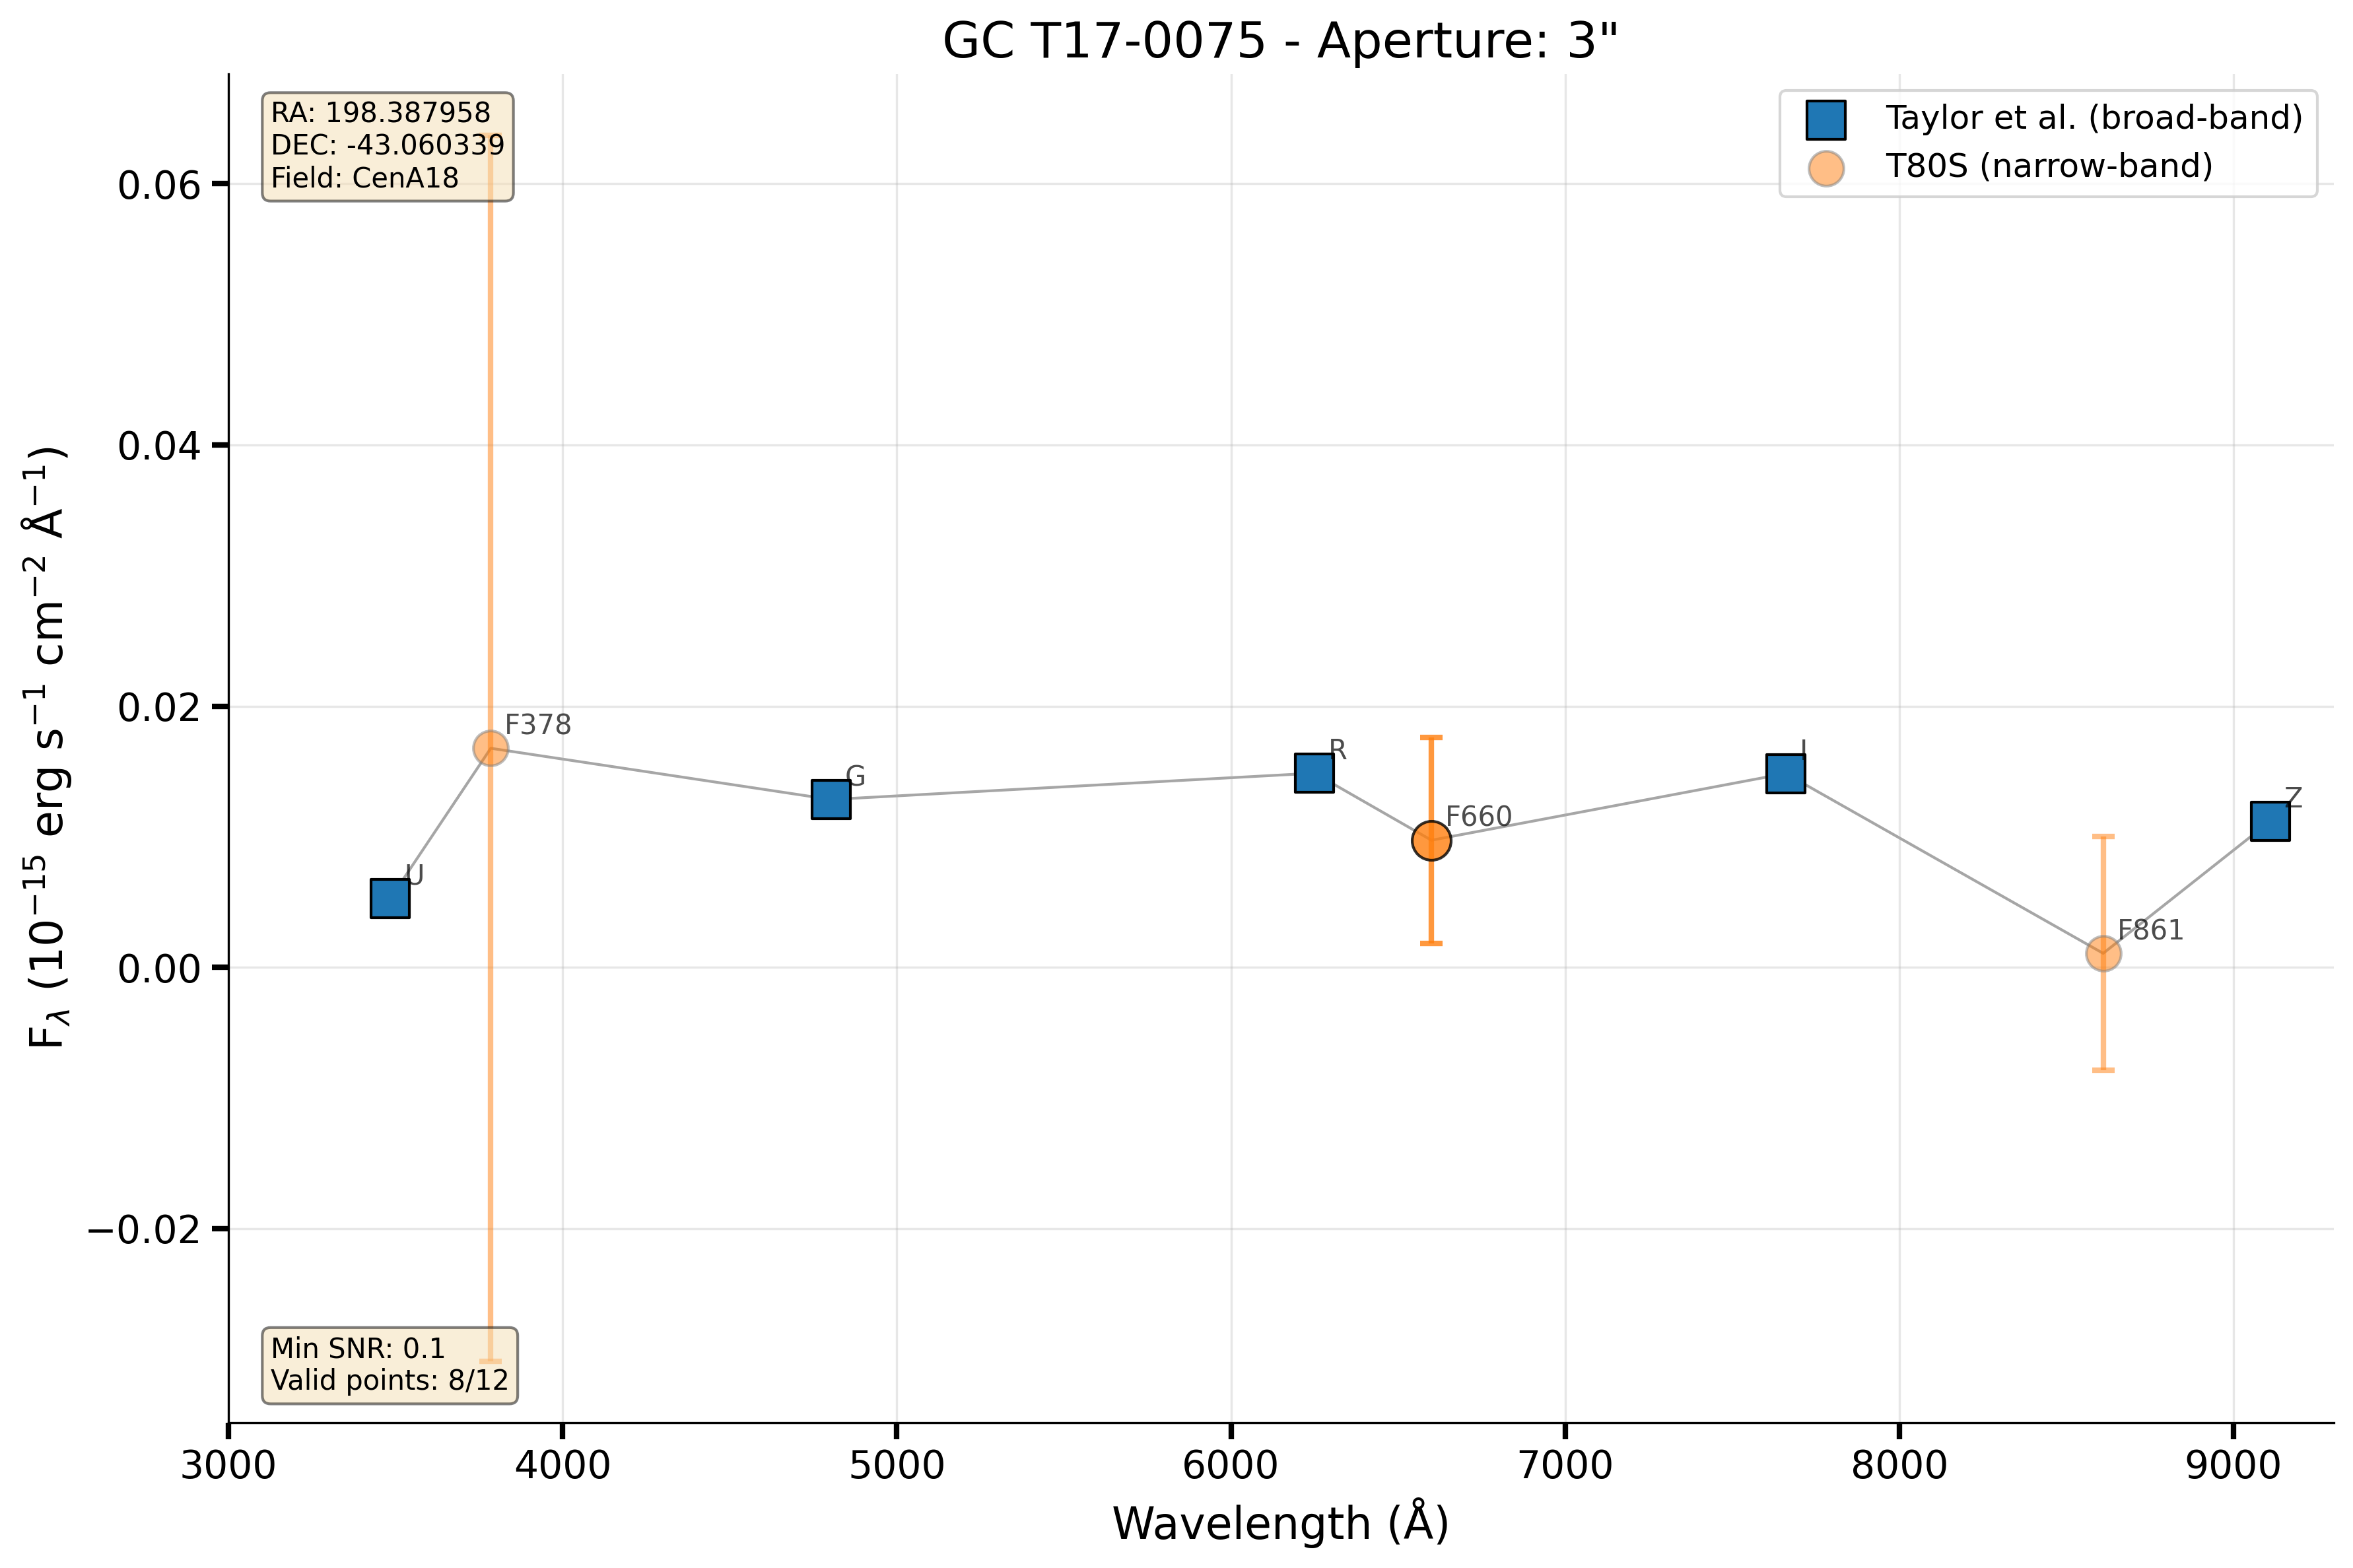 GC T17-0075 - Aperture: 3"
RA: 198.387958
DEC: -43.060339
Field: CenA18
Taylor et al. (broad-band)
T80S (narrow-band)
0.06
0.04
0.02
0.00
−0.02
F_λ (10⁻¹⁵ erg s⁻¹ cm⁻² Å⁻¹)
U
F378
G
R
F660
I
F861
Z
Min SNR: 0.1
Valid points: 8/12
3000 4000 5000 6000 7000 8000 9000
Wavelength (Å)